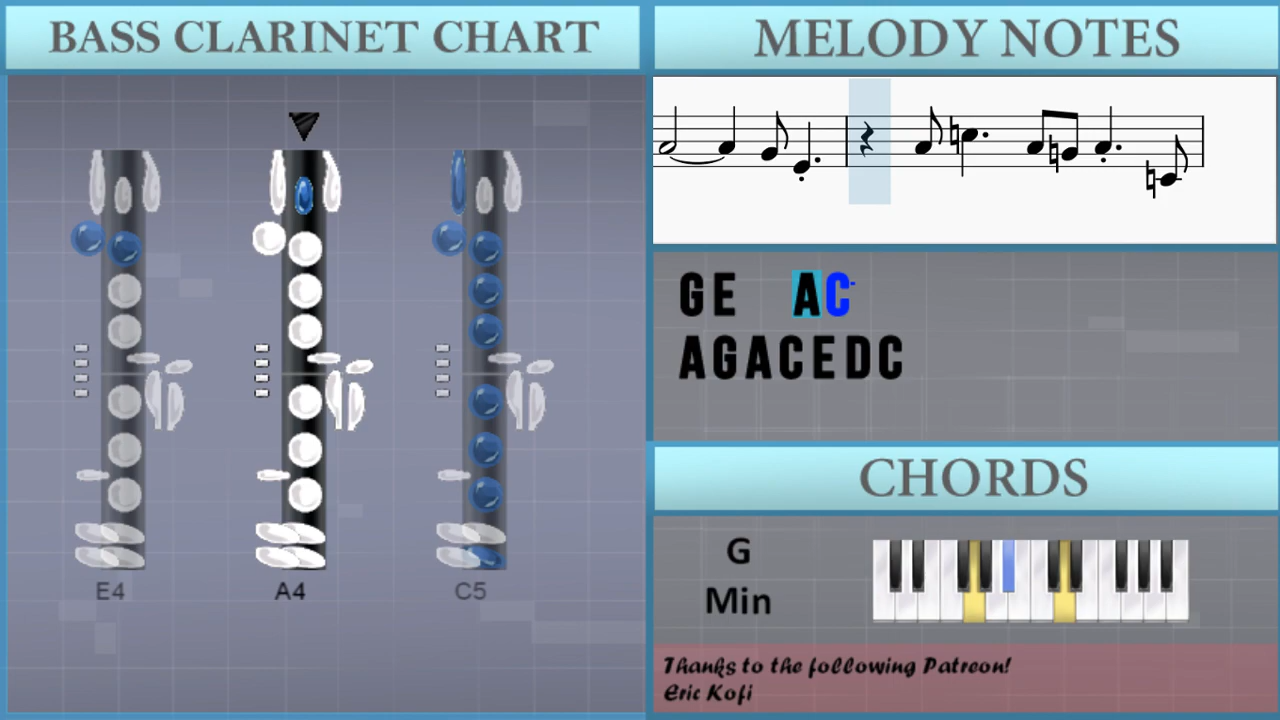 BASS CLARINET CHART
E4 A4 C5
MELODY NOTES
GE AC
AGACEDC
CHORDS
G
Min
Thanks to the following Patreon!
Eric Kofi